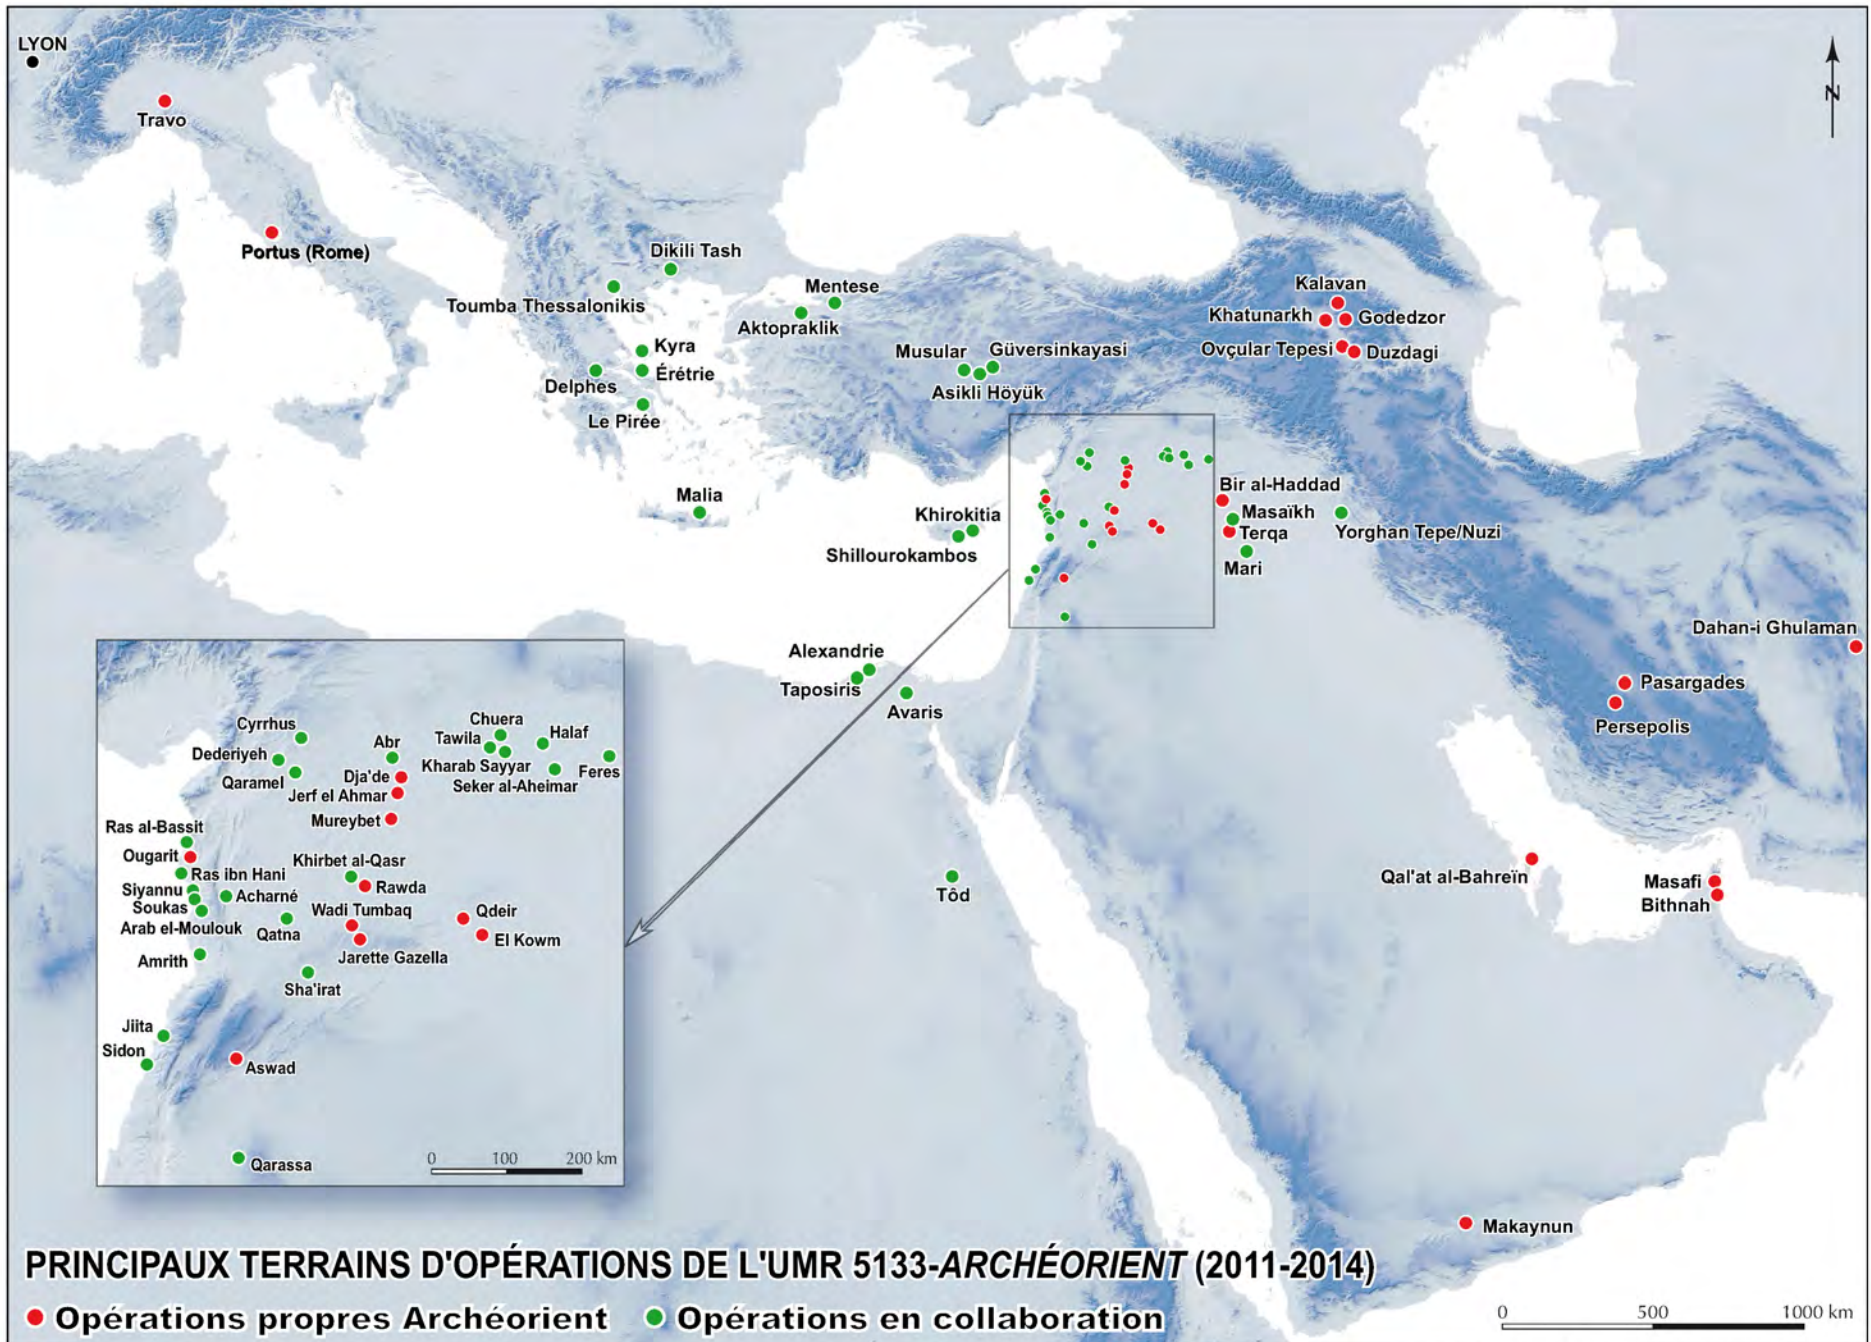 LYON
N
Travo
Portus (Rome)
Dikili Tash
Toumba Thessalonikis
Mentese
Aktopraklik
Kalavan
Khatunarkh
Godedzor
Ovçular Tepesi
Duzdagi
Kyra
Musular
Güversinkayasi
Érétrie
Delphes
Asikli Höyük
Le Pirée
Malia
Bir al-Haddad
Khirokitia
Masaïkh
Terqa
Yorghan Tepe/Nuzi
Shillourokambos
Mari
Dahan-i Ghulaman
Alexandrie
Taposiris
Avaris
Pasargades
Persepolis
Cyrrhus
Chuera
Tawila
Halaf
Abr
Dederiyeh
Kharab Sayyar
Feres
Qaramel
Dja'de
Seker al-Aheimar
Jerf el Ahmar
Mureybet
Ras al-Bassit
Ougarit
Khirbet al-Qasr
Ras ibn Hani
Rawda
Siyannu
Acharné
Soukas
Wadi Tumbaq
Qdeir
Arab el-Moulouk
Qatna
El Kowm
Jarette Gazella
Amrith
Sha'irat
Jiita
Sidon
Aswad
Qarassa
0 100 200 km
Tôd
Qal'at al-Bahreïn
Masafi
Bithnah
Makaynun
PRINCIPAUX TERRAINS D'OPÉRATIONS DE L'UMR 5133-ARCHÉORIENT (2011-2014)
Opérations propres Archéorient Opérations en collaboration
0 500 1000 km